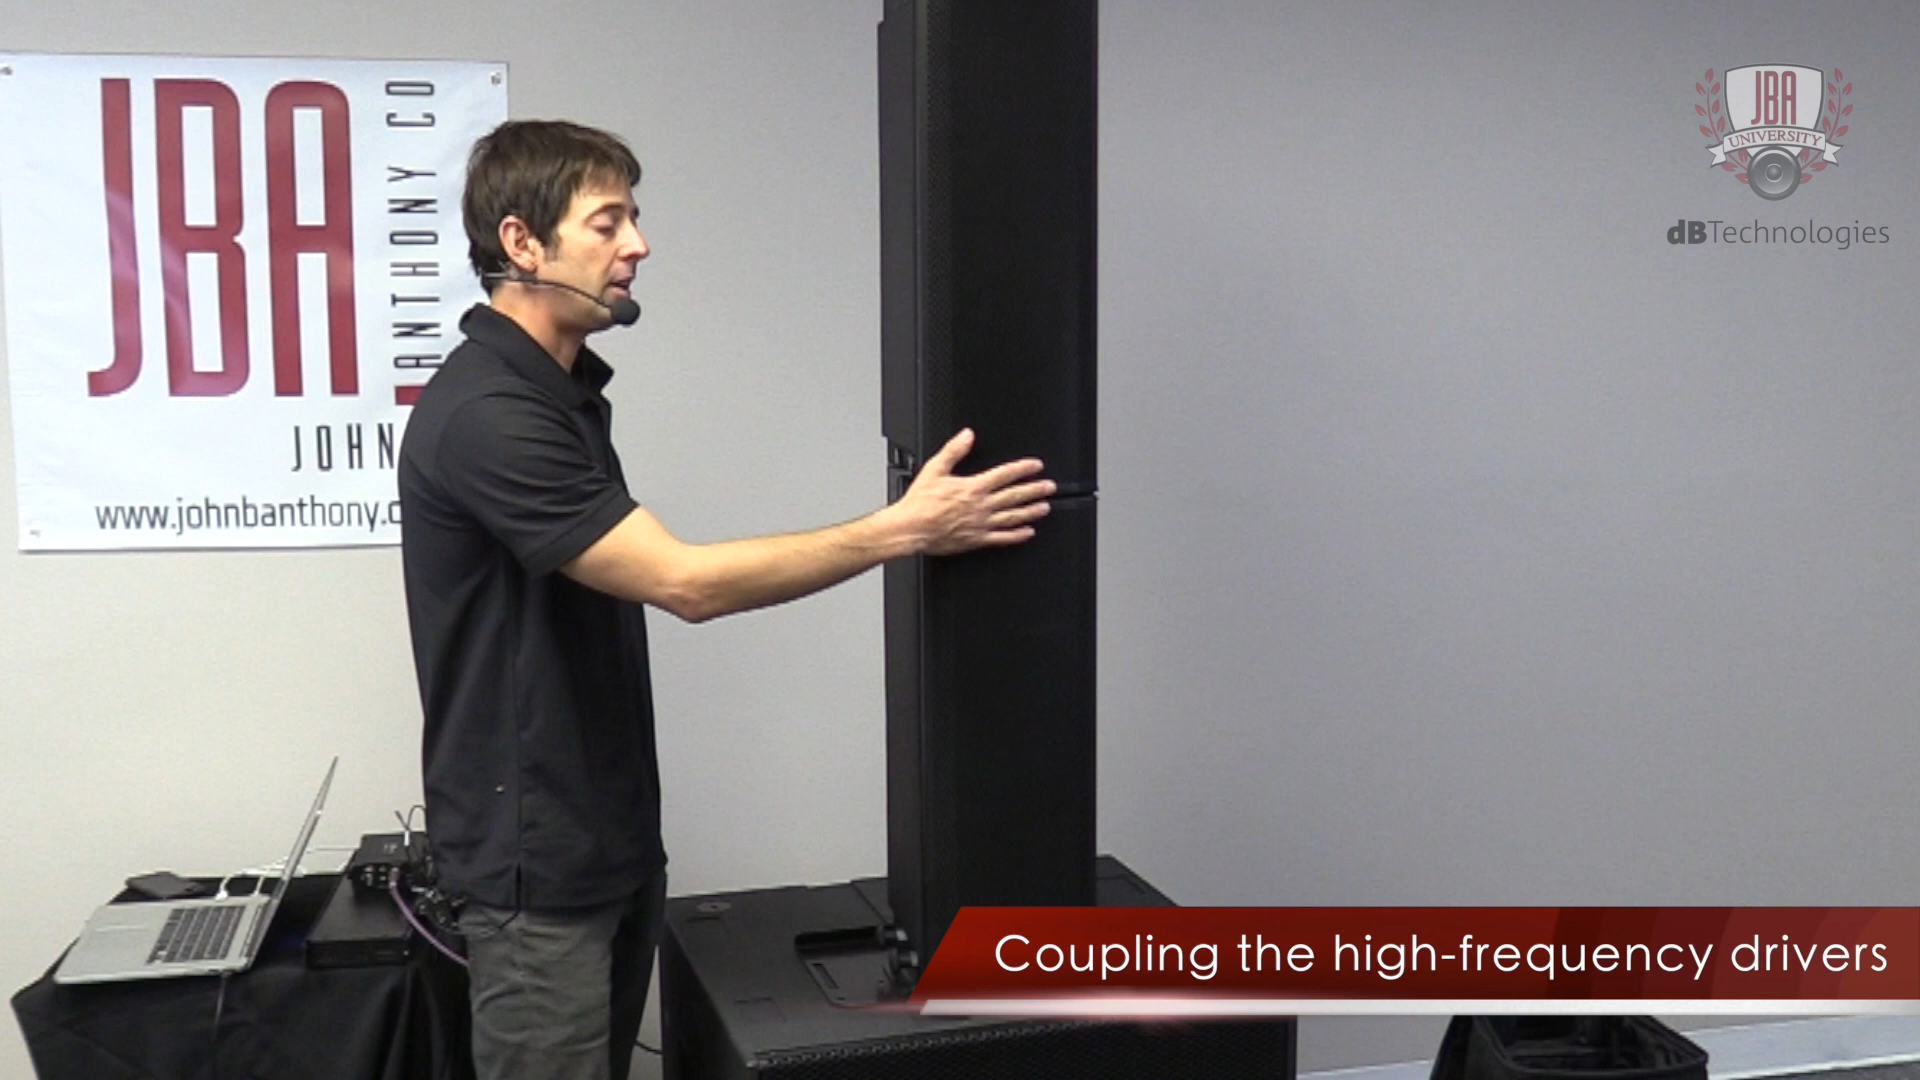 JBA
ANTHONY CO
JOHN
www.johnbanthony.c
JBA
UNIVERSITY
dBTechnologies
Coupling the high-frequency drivers